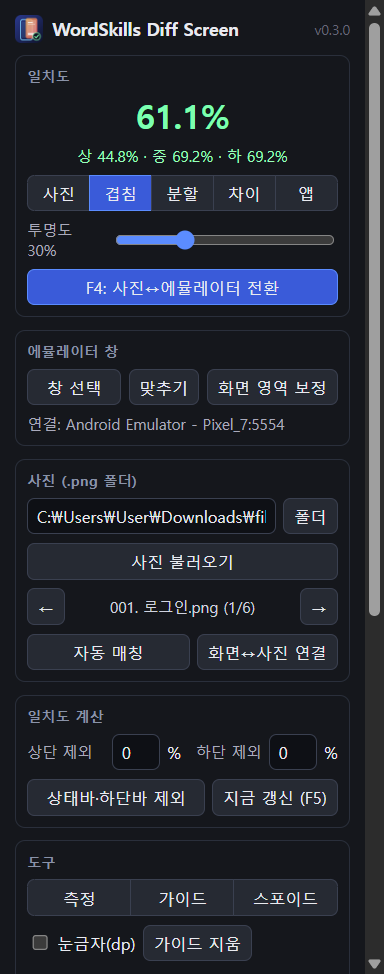 WordSkills Diff Screen v0.3.0
일치도
61.1%
상 44.8% · 중 69.2% · 하 69.2%
사진 겹침 분할 차이 앱
투명도
30%
F4: 사진↔에뮬레이터 전환
에뮬레이터 창
창 선택 맞추기 화면 영역 보정
연결: Android Emulator - Pixel_7:5554
사진 (.png 폴더)
C:₩Users₩User₩Downloads₩fil 폴더
사진 불러오기
← 001. 로그인.png (1/6) →
자동 매칭 화면↔사진 연결
일치도 계산
상단 제외 0 % 하단 제외 0 %
상태바·하단바 제외 지금 갱신 (F5)
도구
측정 가이드 스포이드
눈금자(dp) 가이드 지움